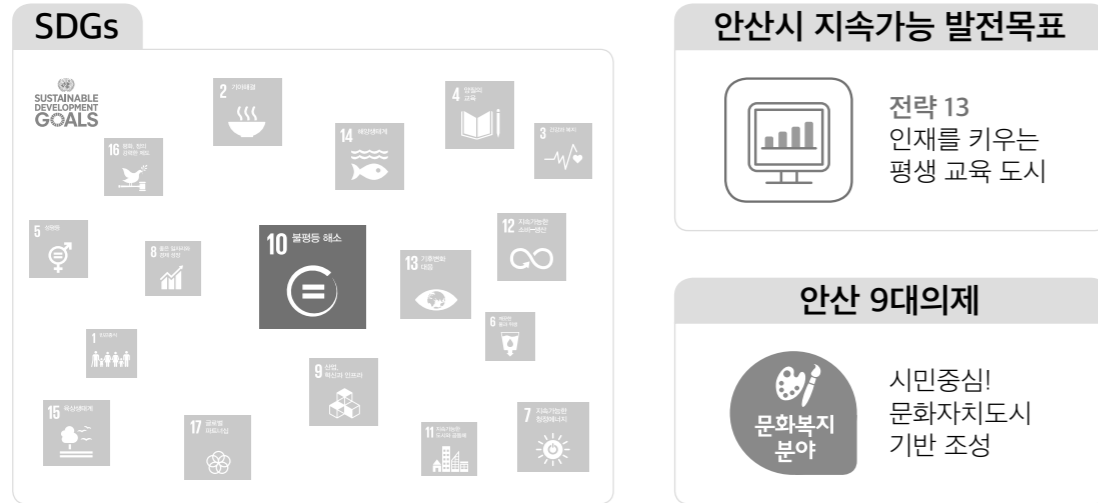 SDGs
SUSTAINABLE
DEVELOPMENT
GOALS
2 기아해결
4 양질의
교육
14 해양생태계
3 건강과 복지
16 평화, 정의
강력한 제도
5 성평등
8 좋은 일자리와
경제 성장
10 불평등 해소
13 기후변화
대응
12 지속가능한
소비·생산
1
6 깨끗한
물과 위생
9 산업,
혁신과 인프라
15 육상생태계
17 글로벌
파트너십
11 지속가능한
도시와 공동체
7 지속가능한
청정에너지
안산시 지속가능 발전목표
전략 13
인재를 키우는
평생 교육 도시
안산 9대의제
문화복지
분야
시민중심!
문화자치도시
기반 조성